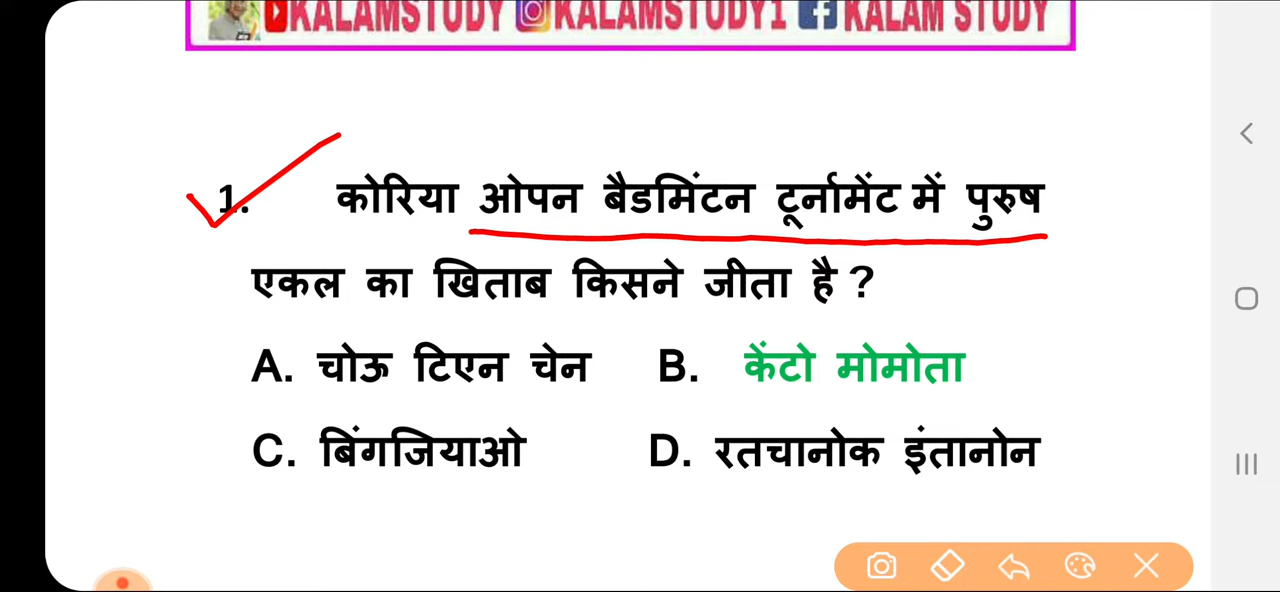 KALAMSTUDY KALAMSTUDY1 KALAM STUDY
1. कोरिया ओपन बैडमिंटन टूर्नामेंट में पुरुष
एकल का खिताब किसने जीता है ?
A. चोऊ टिएन चेन B. केंटो मोमोता
C. बिंगजियाओ D. रतचानोक इंतानोन